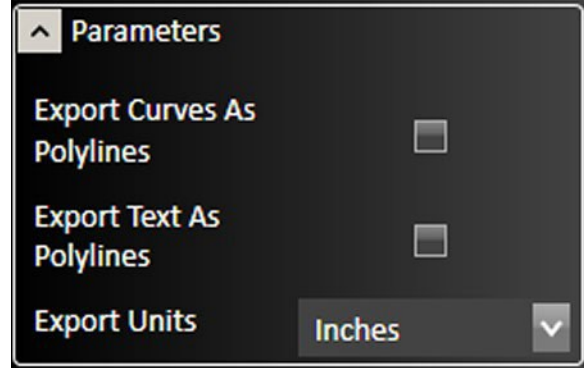 Parameters
Export Curves As
Polylines
Export Text As
Polylines
Export Units
Inches